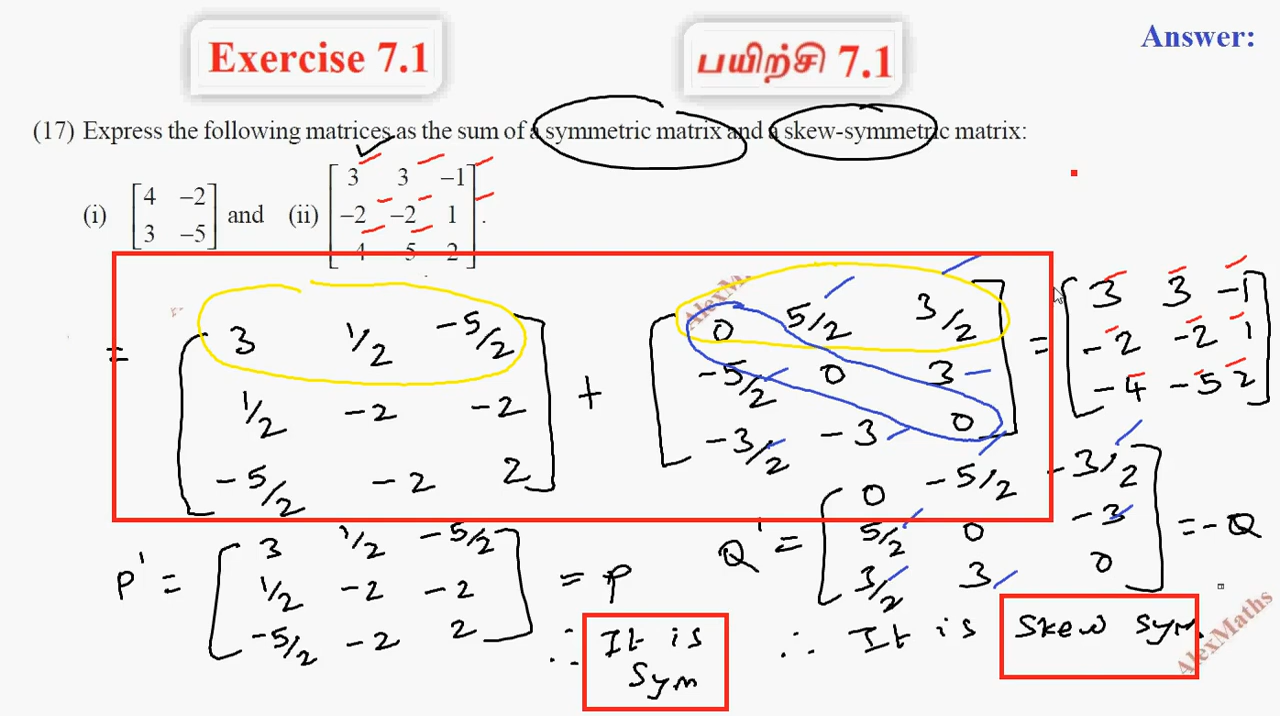 Exercise 7.1 பயிற்சி 7.1 Answer:
(17) Express the following matrices as the sum of a symmetric matrix and a skew-symmetric matrix:
(i) [4 −2 and (ii) [3 3 −1
−2 −2 1
3 −5] 4 5 2].
= [3 1/2 -5/2
1/2 -2 -2
-5/2 -2 2]
+ [0 5/2 3/2
-5/2 0 3
-3/2 -3 0]
= [3 3 -1
-2 -2 1
-4 -5 2]
P' = [3 1/2 -5/2
1/2 -2 -2
-5/2 -2 2] = P
∴ It is
Sym
Q' = [0 -5/2 -3/2
5/2 0 -3
3/2 3 0] = -Q
∴ It is Skew Sym.
AlexMaths
AlexM